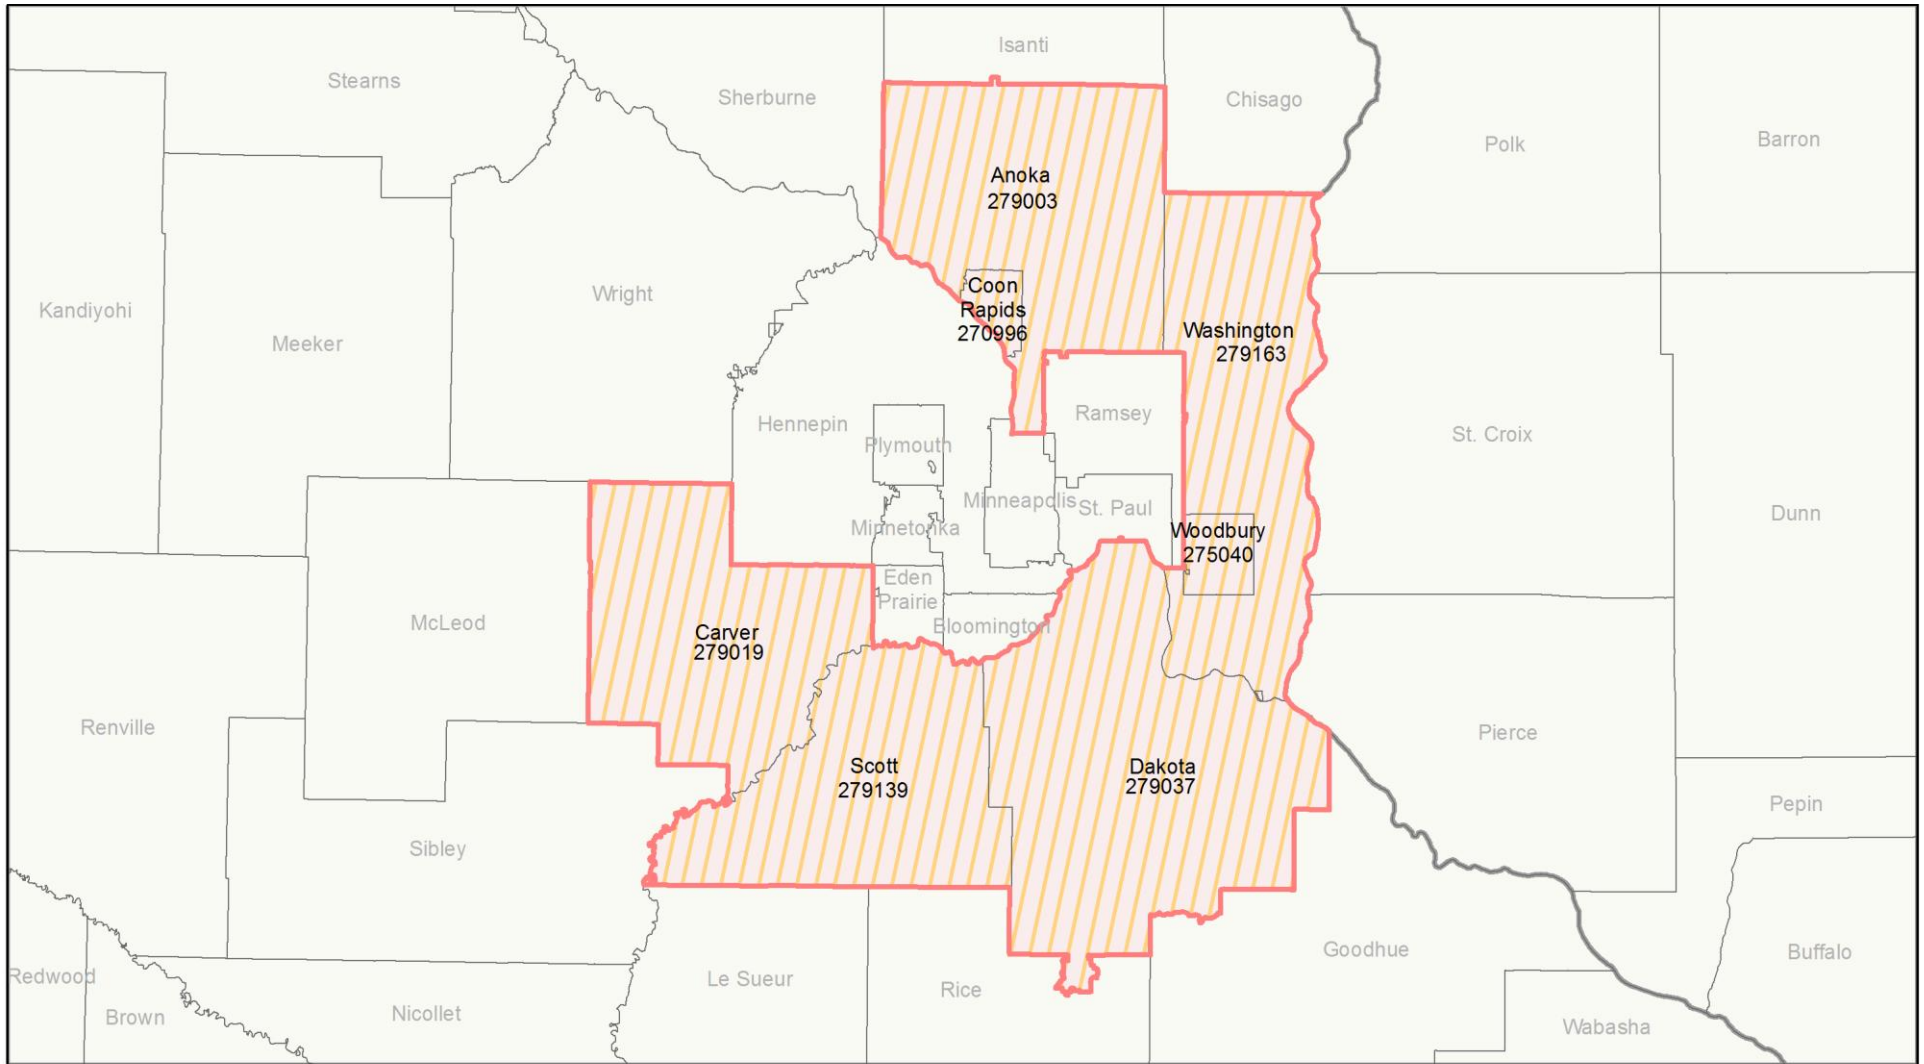 Isanti
Stearns
Sherburne
Chisago
Polk
Barron
Anoka
279003
Coon
Rapids
270996
Wright
Kandiyohi
Meeker
Washington
279163
Ramsey
Hennepin
Plymouth
St. Croix
Minneapolis
St. Paul
Dunn
Minnetonka
Woodbury
275040
Eden
Prairie
Bloomington
McLeod
Carver
279019
Renville
Pierce
Scott
279139
Dakota
279037
Pepin
Sibley
Goodhue
Buffalo
Redwood
Le Sueur
Rice
Brown
Nicollet
Wabasha